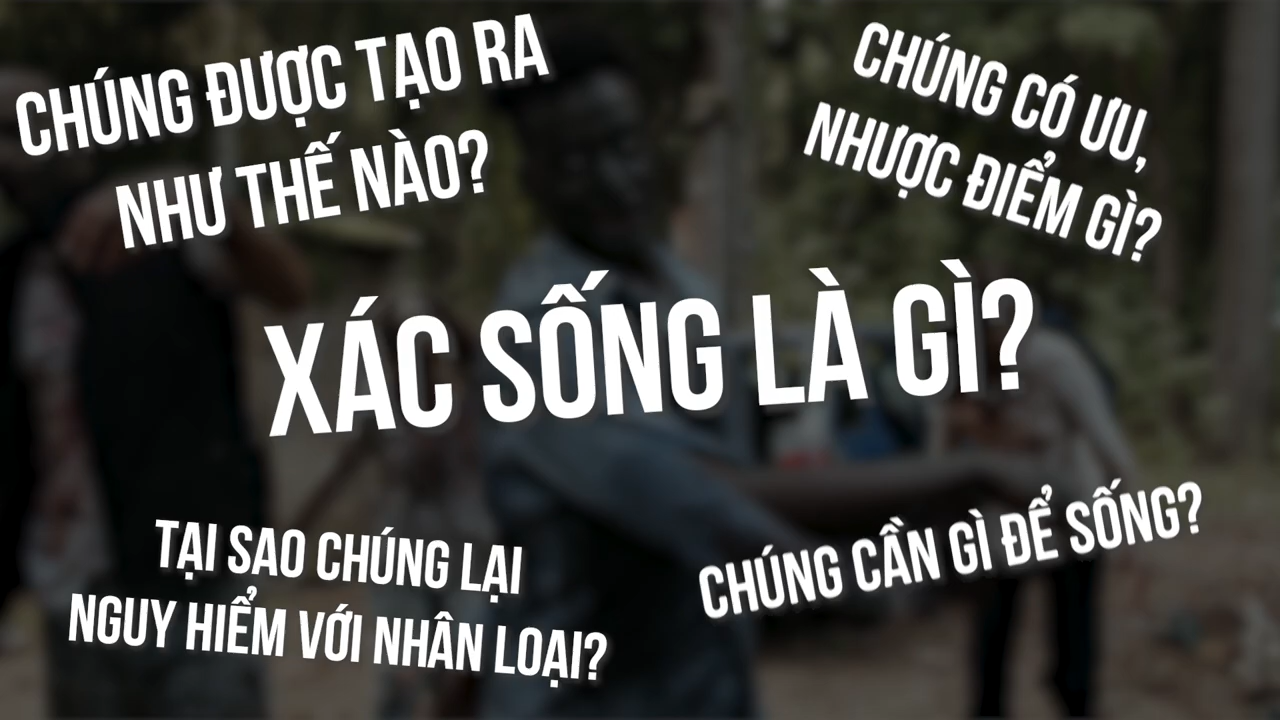 CHÚNG ĐƯỢC TẠO RA
NHƯ THẾ NÀO?
CHÚNG CÓ ƯU,
NHƯỢC ĐIỂM GÌ?
XÁC SỐNG LÀ GÌ?
TẠI SAO CHÚNG LẠI
NGUY HIỂM VỚI NHÂN LOẠI?
CHÚNG CẦN GÌ ĐỂ SỐNG?